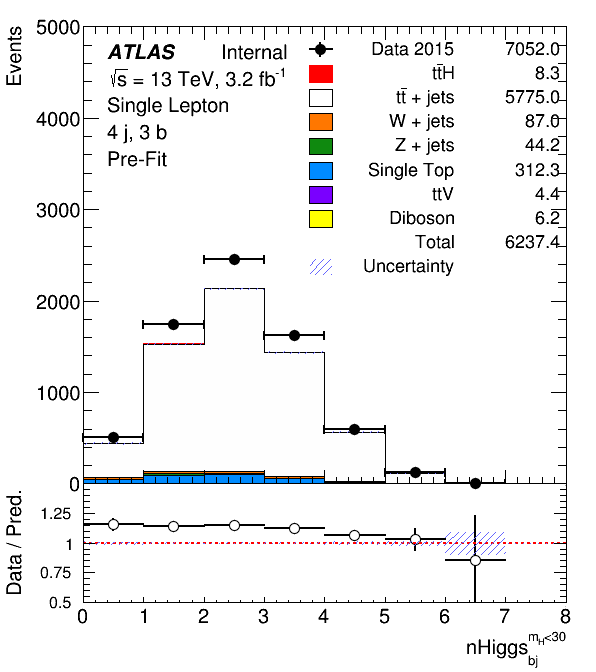 Events
5000
4000
3000
2000
1000
0
ATLAS Internal
√s = 13 TeV, 3.2 fb⁻¹
Single Lepton
4 j, 3 b
Pre-Fit
Data 2015 7052.0
tt̄H 8.3
tt̄ + jets 5775.0
W + jets 87.0
Z + jets 44.2
Single Top 312.3
ttV 4.4
Diboson 6.2
Total 6237.4
Uncertainty
Data / Pred.
1.25
1
0.75
0.5
0 1 2 3 4 5 6 7 8
nHiggs_bj^m_H<30